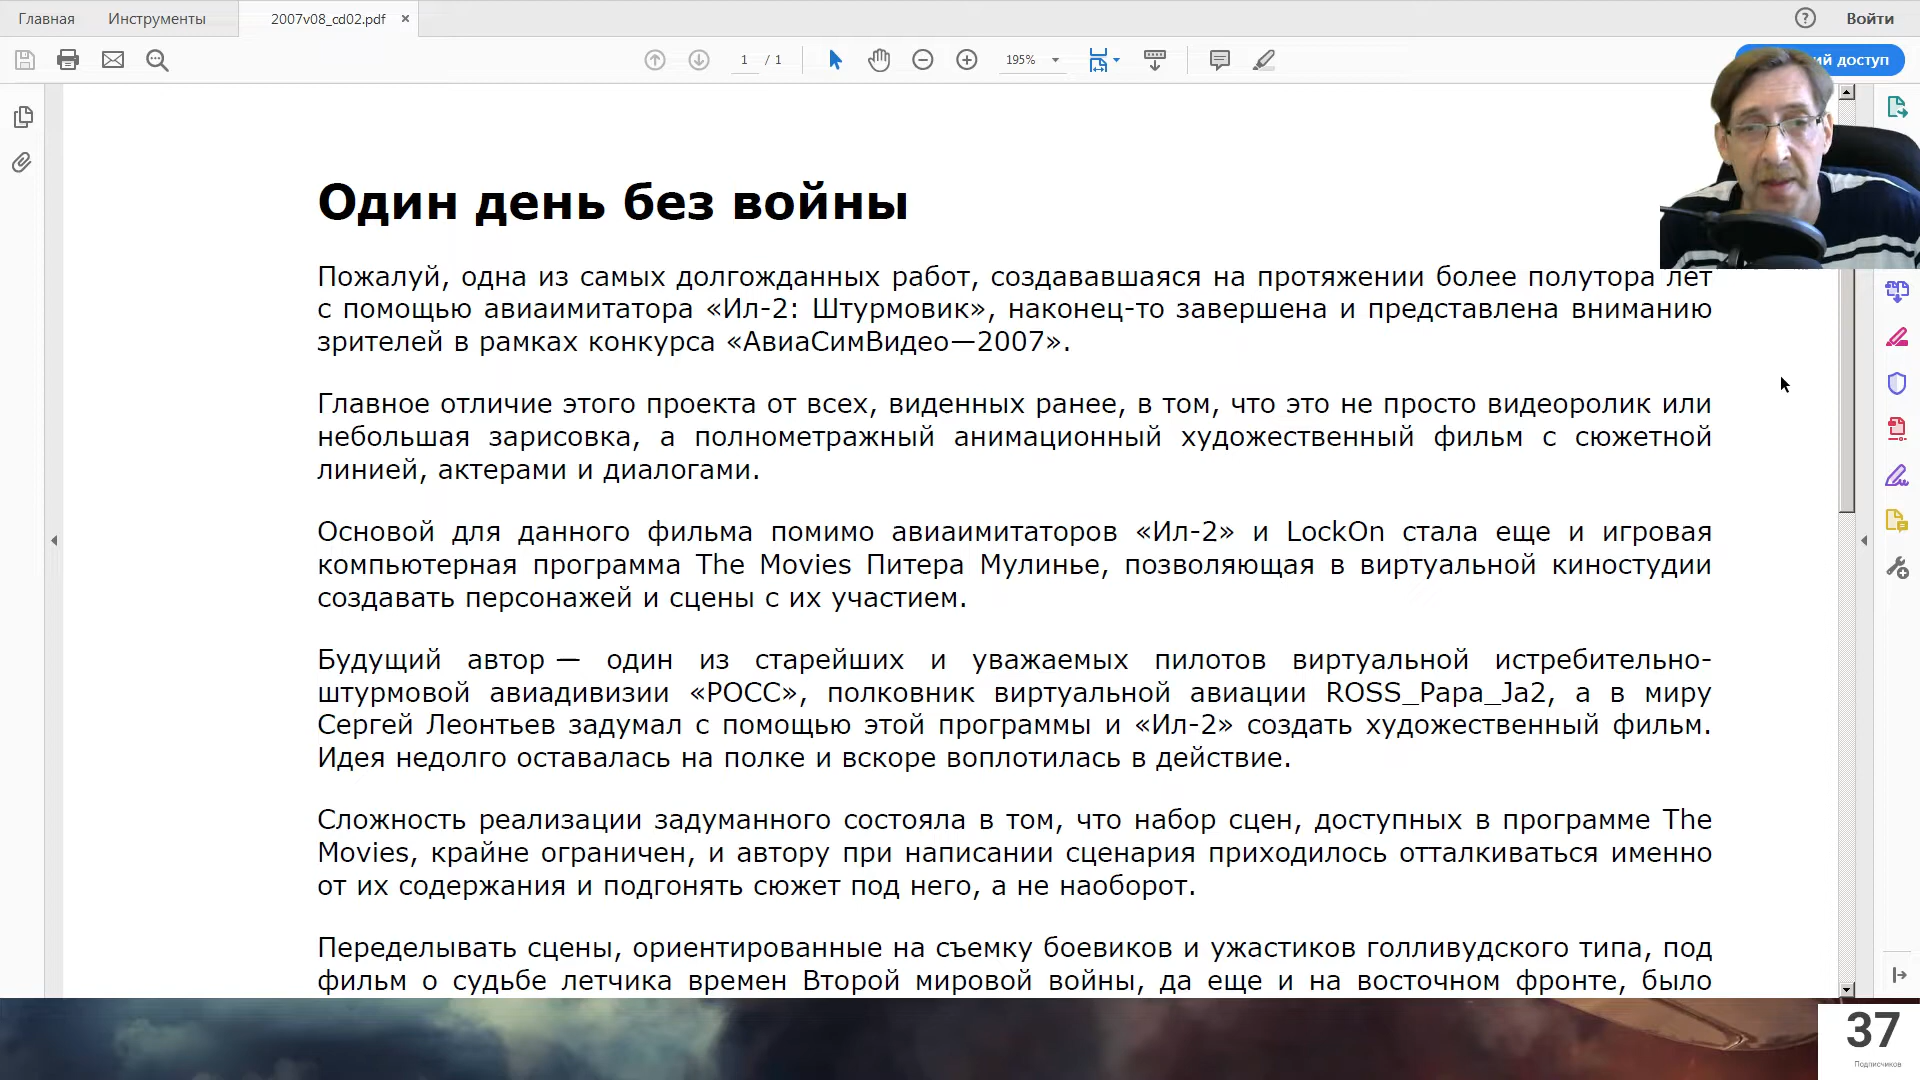 Главная Инструменты 2007v08_cd02.pdf × ? Войти
1 / 1 195% ий доступ
Один день без войны
Пожалуй, одна из самых долгожданных работ, создававшаяся на протяжении более полутора лет
с помощью авиаимитатора «Ил-2: Штурмовик», наконец-то завершена и представлена вниманию
зрителей в рамках конкурса «АвиаСимВидео—2007».
Главное отличие этого проекта от всех, виденных ранее, в том, что это не просто видеоролик или
небольшая зарисовка, а полнометражный анимационный художественный фильм с сюжетной
линией, актерами и диалогами.
Основой для данного фильма помимо авиаимитаторов «Ил-2» и LockOn стала еще и игровая
компьютерная программа The Movies Питера Мулинье, позволяющая в виртуальной киностудии
создавать персонажей и сцены с их участием.
Будущий автор — один из старейших и уважаемых пилотов виртуальной истребительно-
штурмовой авиадивизии «РОСС», полковник виртуальной авиации ROSS_Papa_Ja2, а в миру
Сергей Леонтьев задумал с помощью этой программы и «Ил-2» создать художественный фильм.
Идея недолго оставалась на полке и вскоре воплотилась в действие.
Сложность реализации задуманного состояла в том, что набор сцен, доступных в программе The
Movies, крайне ограничен, и автору при написании сценария приходилось отталкиваться именно
от их содержания и подгонять сюжет под него, а не наоборот.
Переделывать сцены, ориентированные на съемку боевиков и ужастиков голливудского типа, под
фильм о судьбе летчика времен Второй мировой войны, да еще и на восточном фронте, было
37
Подписчиков